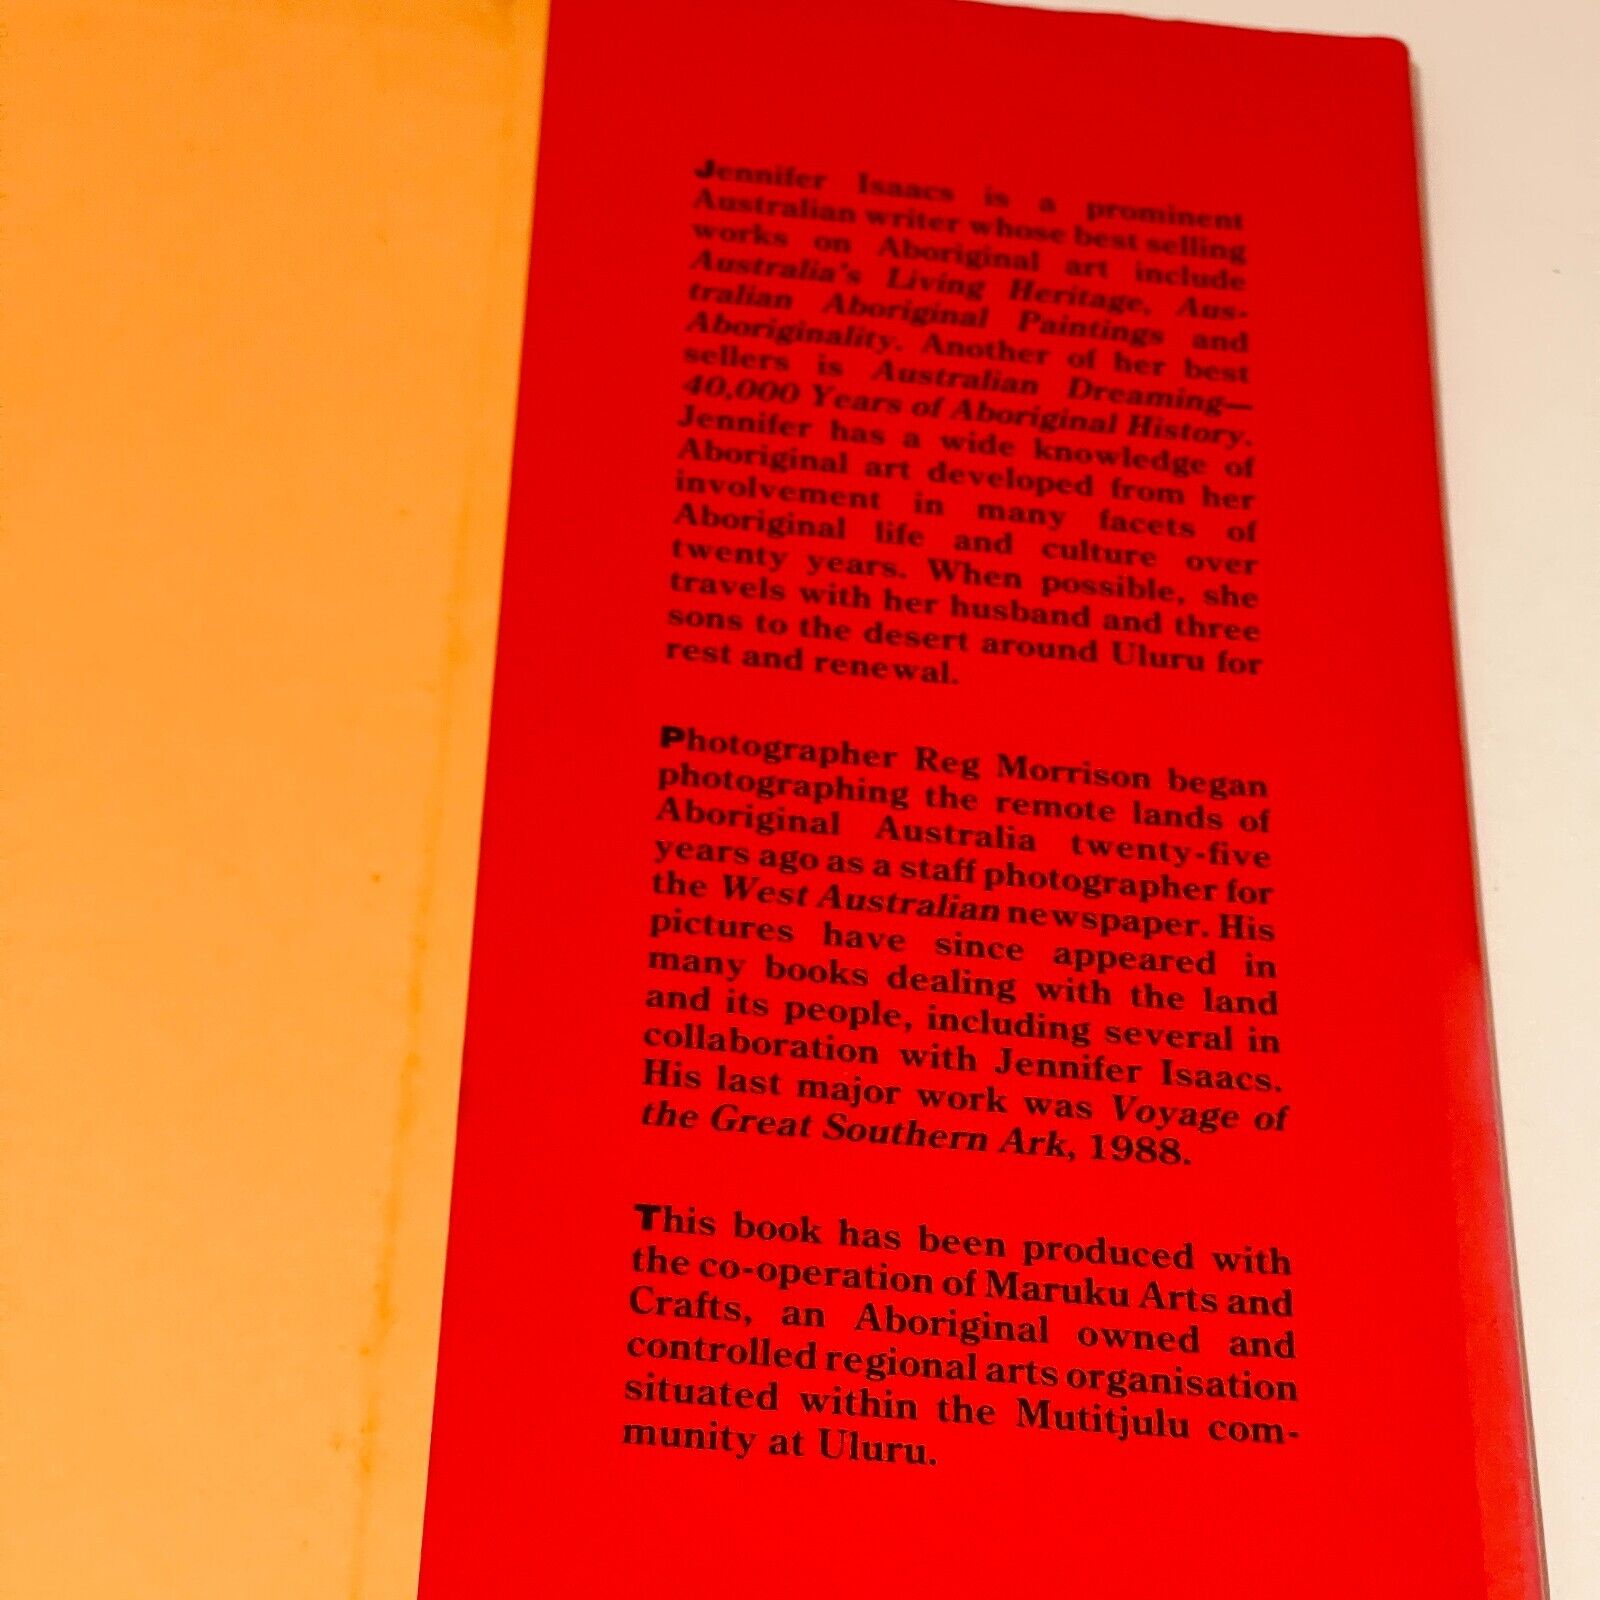 Jennifer Isaacs is a prominent
Australian writer whose best selling
works on Aboriginal art include
Australia's Living Heritage, Aus-
tralian Aboriginal Paintings and
Aboriginality. Another of her best
sellers is Australian Dreaming—
40,000 Years of Aboriginal History.
Jennifer has a wide knowledge of
Aboriginal art developed from her
involvement in many facets of
Aboriginal life and culture over
twenty years. When possible, she
travels with her husband and three
sons to the desert around Uluru for
rest and renewal.
Photographer Reg Morrison began
photographing the remote lands of
Aboriginal Australia twenty-five
years ago as a staff photographer for
the West Australian newspaper. His
pictures have since appeared in
many books dealing with the land
and its people, including several in
collaboration with Jennifer Isaacs.
His last major work was Voyage of
the Great Southern Ark, 1988.
This book has been produced with
the co-operation of Maruku Arts and
Crafts, an Aboriginal owned and
controlled regional arts organisation
situated within the Mutitjulu com-
munity at Uluru.